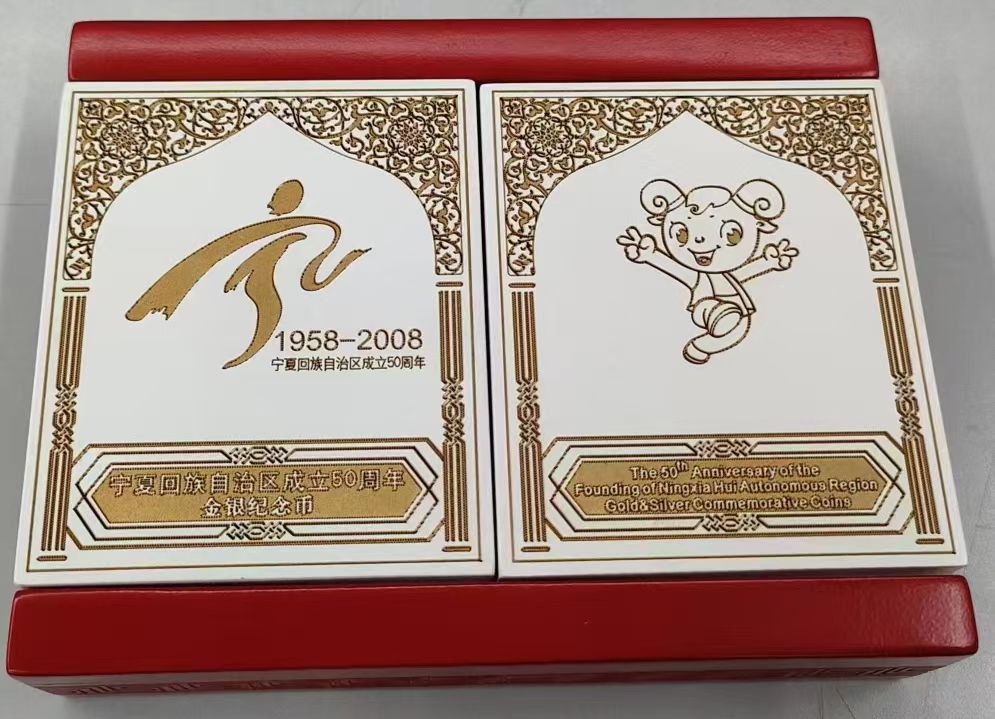 1958-2008
宁夏回族自治区成立50周年
宁夏回族自治区成立50周年
金银纪念币
The 50th Anniversary of the
Founding of Ningxia Hui Autonomous Region
Gold&Silver Commemorative Coins